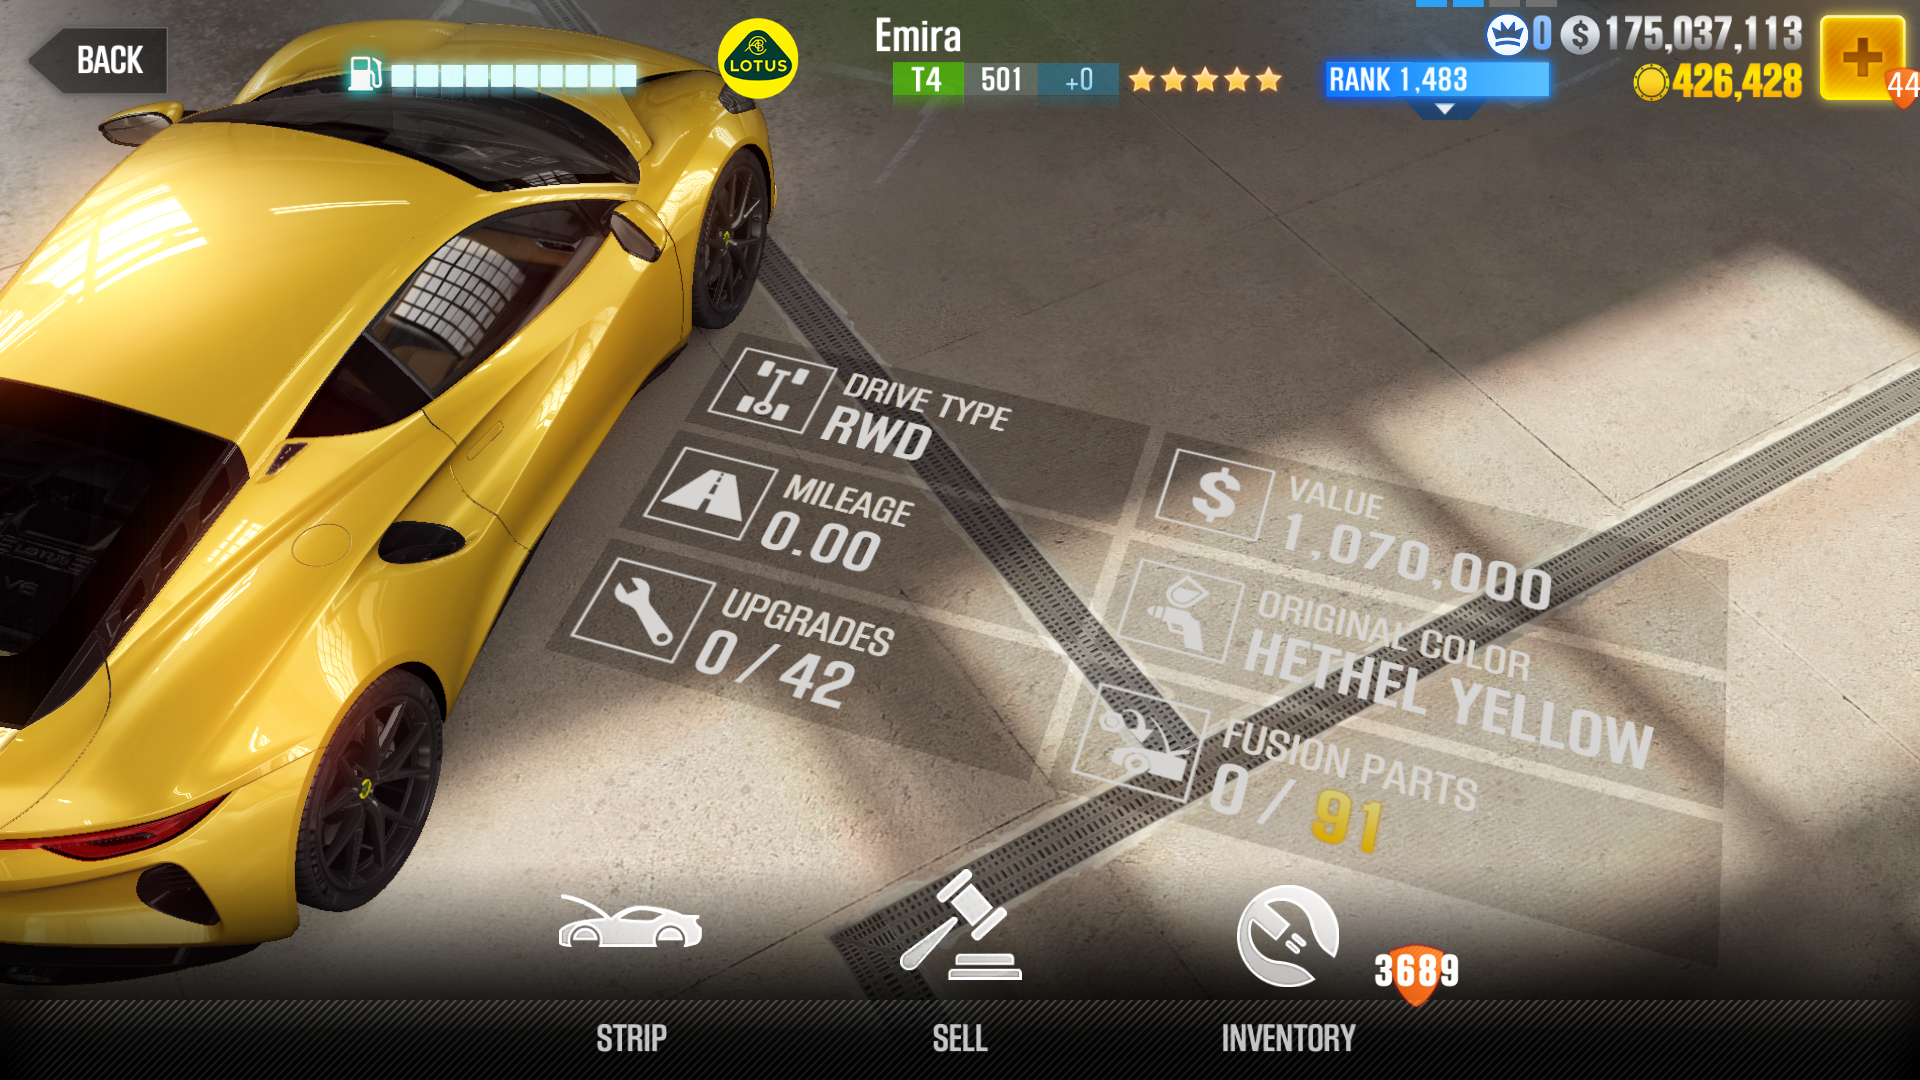 BACK
LOTUS
Emira
T4 501 +0
RANK 1,483
0 $ 175,037,113
426,428
44
DRIVE TYPE
RWD
MILEAGE
0.00
UPGRADES
0 / 42
$ VALUE
1,070,000
ORIGINAL COLOR
HETHEL YELLOW
FUSION PARTS
0 / 91
LOTUS
V6
3689
STRIP
SELL
INVENTORY